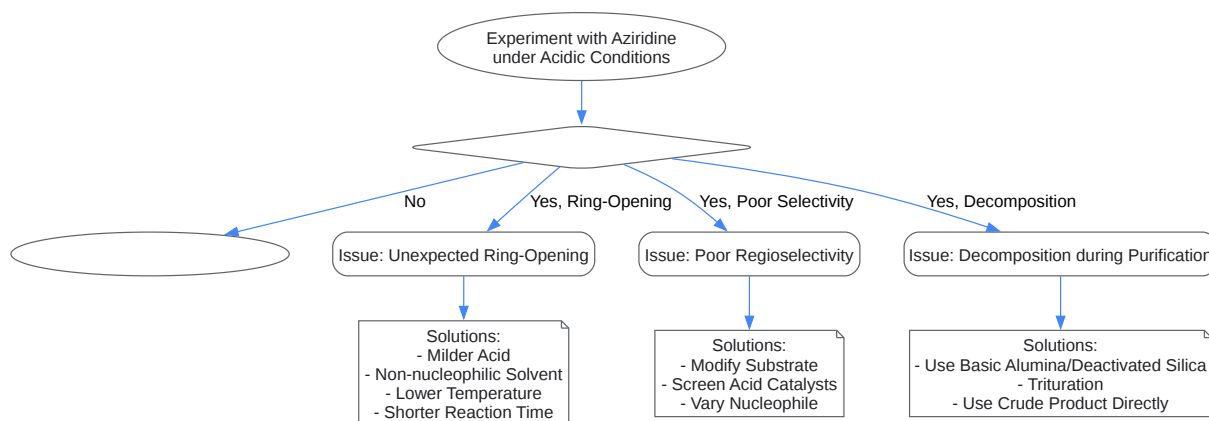 Experiment with Aziridine
under Acidic Conditions
No
Yes, Ring-Opening
Yes, Poor Selectivity
Yes, Decomposition
Issue: Unexpected Ring-Opening
Issue: Poor Regioselectivity
Issue: Decomposition during Purification
Solutions:
- Milder Acid
- Non-nucleophilic Solvent
- Lower Temperature
- Shorter Reaction Time
Solutions:
- Modify Substrate
- Screen Acid Catalysts
- Vary Nucleophile
Solutions:
- Use Basic Alumina/Deactivated Silica
- Trituration
- Use Crude Product Directly